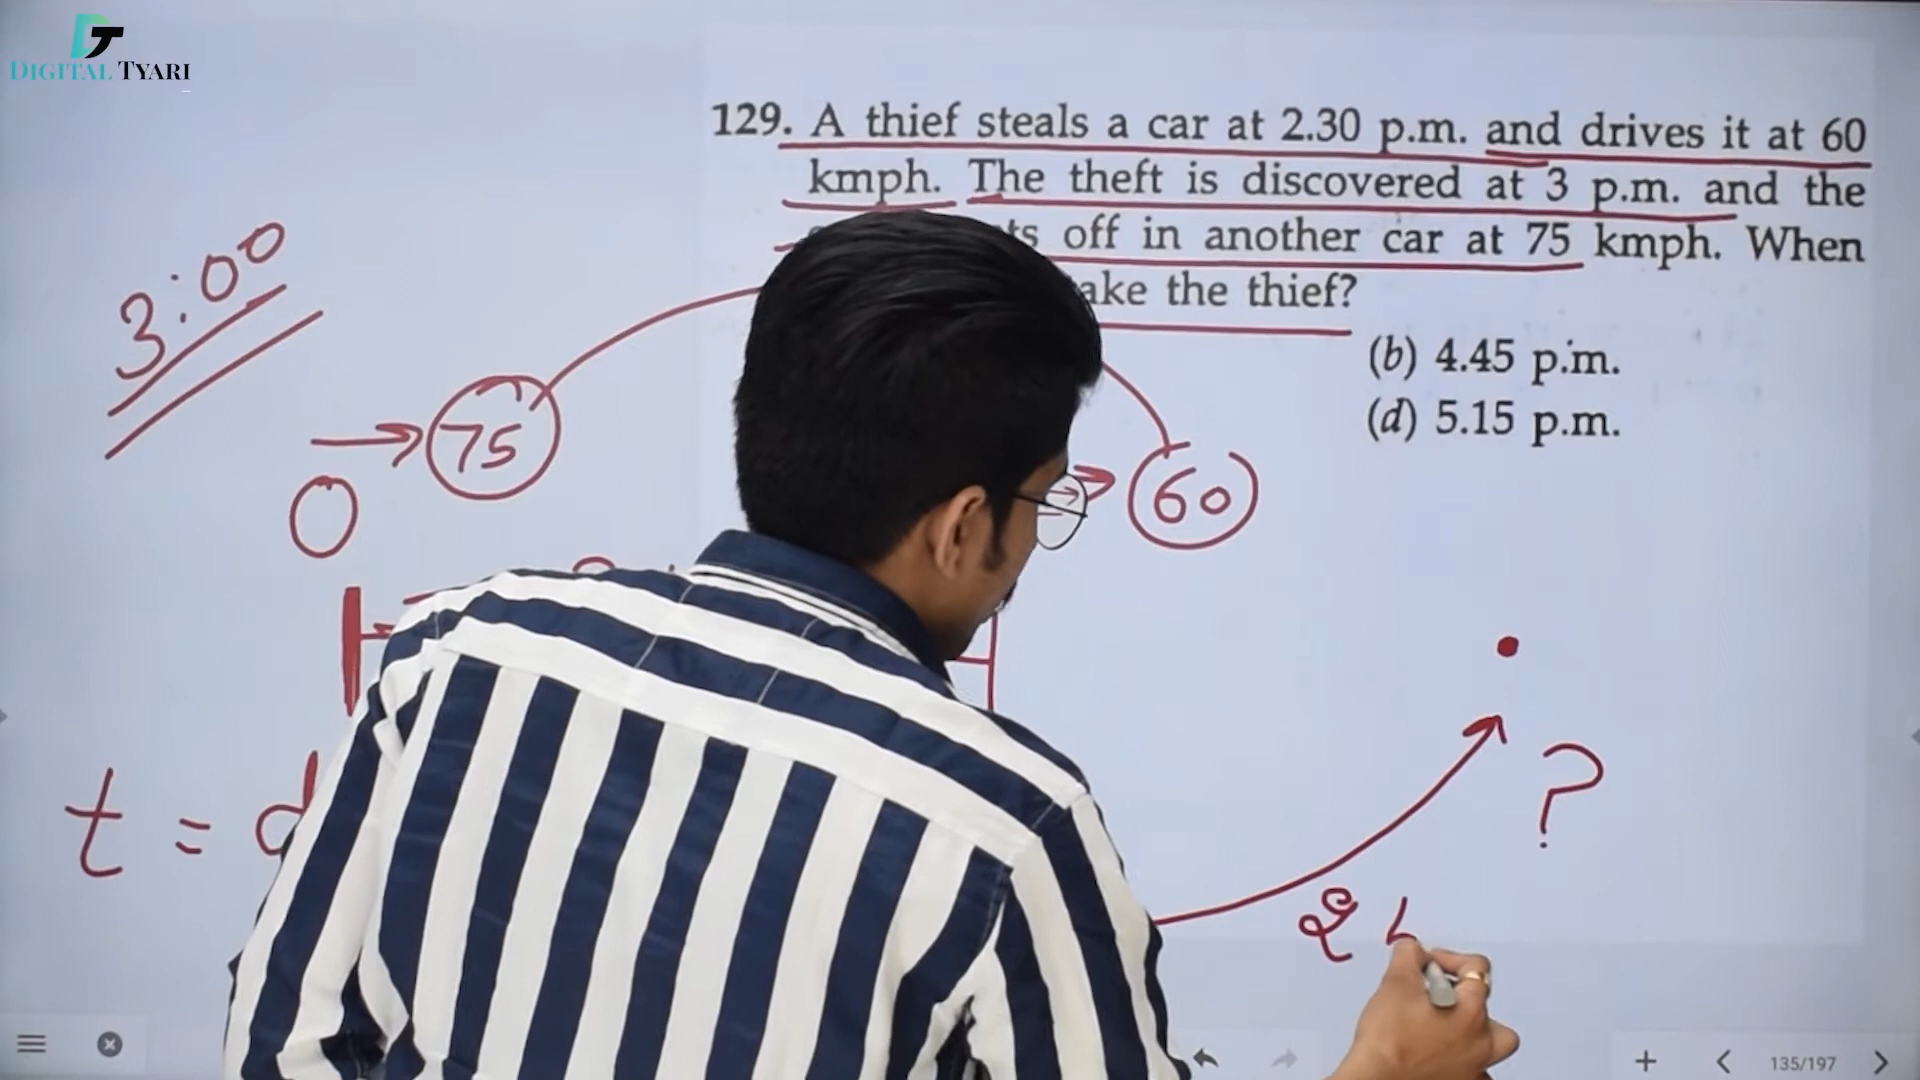 DIGITAL TYARI
129. A thief steals a car at 2.30 p.m. and drives it at 60
kmph. The theft is discovered at 3 p.m. and the
off in another car at 75 kmph. When
the thief?
(b) 4.45 p.m.
(d) 5.15 p.m.
3:00
75
60
0
t = d
?
2
135/197